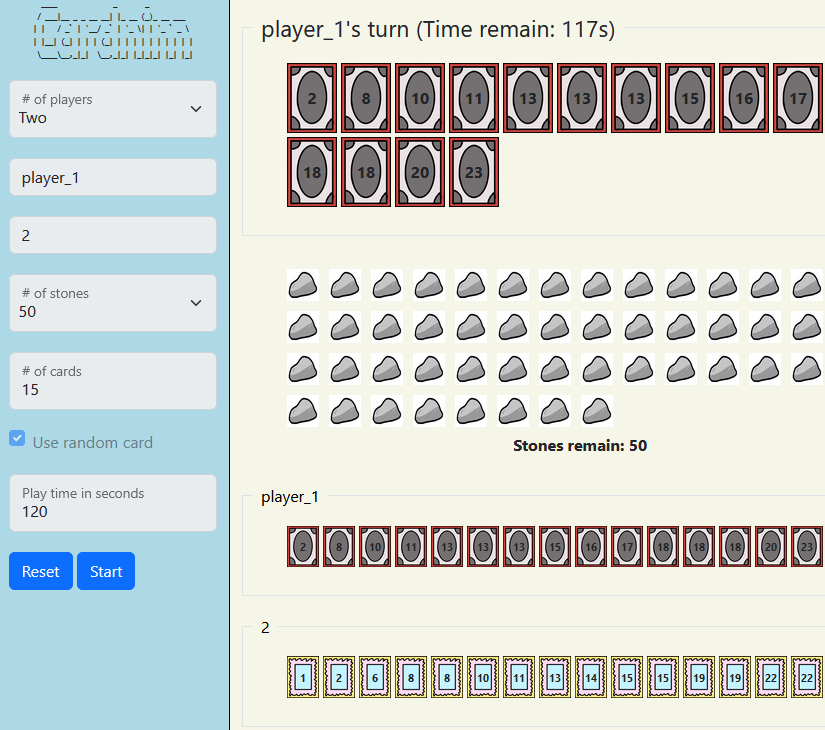 Cardnim
# of players
Two
player_1
2
# of stones
50
# of cards
15
Use random card
Play time in seconds
120
Reset Start
player_1's turn (Time remain: 117s)
2 8 10 11 13 13 13 15 16 17
18 18 20 23
Stones remain: 50
player_1
2 8 10 11 13 13 13 15 16 17 18 18 18 20 23
2
1 2 6 8 8 10 11 13 14 15 15 19 19 22 22